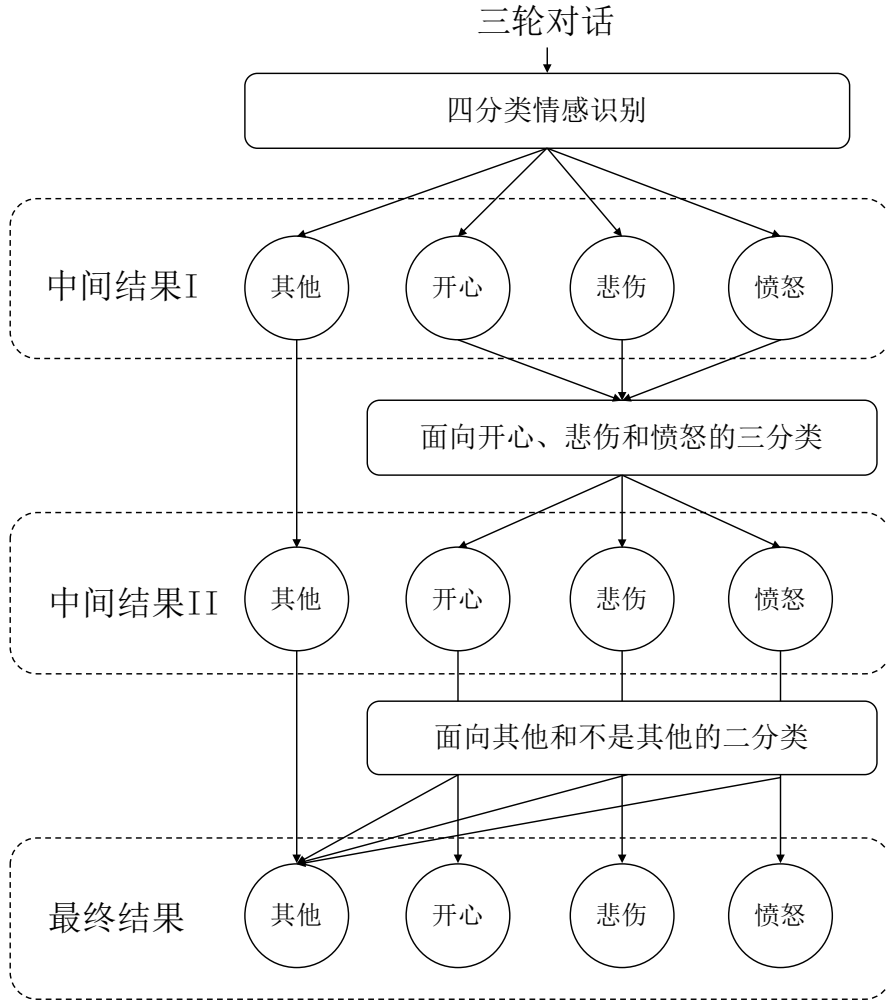 三轮对话
四分类情感识别
中间结果I
其他
开心
悲伤
愤怒
面向开心、悲伤和愤怒的三分类
中间结果II
其他
开心
悲伤
愤怒
面向其他和不是其他的二分类
最终结果
其他
开心
悲伤
愤怒